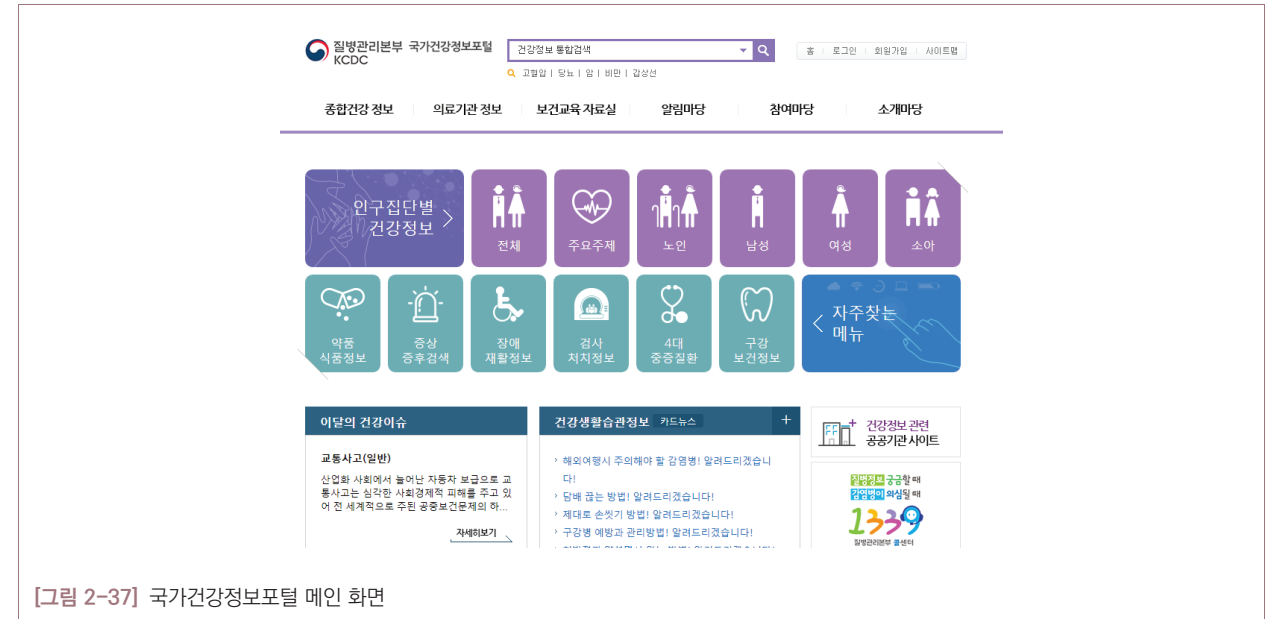 질병관리본부 국가건강정보포털
KCDC
건강정보 통합검색
홈 로그인 회원가입 사이트맵
고혈압 | 당뇨 | 암 | 비만 | 갑상선
종합건강 정보 의료기관 정보 보건교육 자료실 알림마당 참여마당 소개마당
인구집단별
건강정보
전체 주요주제 노인 남성 여성 소아
약품
식품정보
증상
증후검색
장애
재활정보
검사
처치정보
4대
중증질환
구강
보건정보
자주찾는
메뉴
이달의 건강이슈
교통사고(일반)
산업화 사회에서 늘어난 자동차 보급으로 교
통사고는 심각한 사회경제적 피해를 주고 있
어 전 세계적으로 주된 공중보건문제의 하...
자세히보기
건강생활습관정보 카드뉴스 +
해외여행시 주의해야 할 감염병! 알려드리겠습니
다!
담배 끊는 방법! 알려드리겠습니다!
제대로 손씻기 방법! 알려드리겠습니다!
구강병 예방과 관리방법! 알려드리겠습니다!
건강정보 관련
공공기관 사이트
질병정보 궁금할 때
감염병이 의심될 때
1339
질병관리본부 콜센터
[그림 2-37] 국가건강정보포털 메인 화면